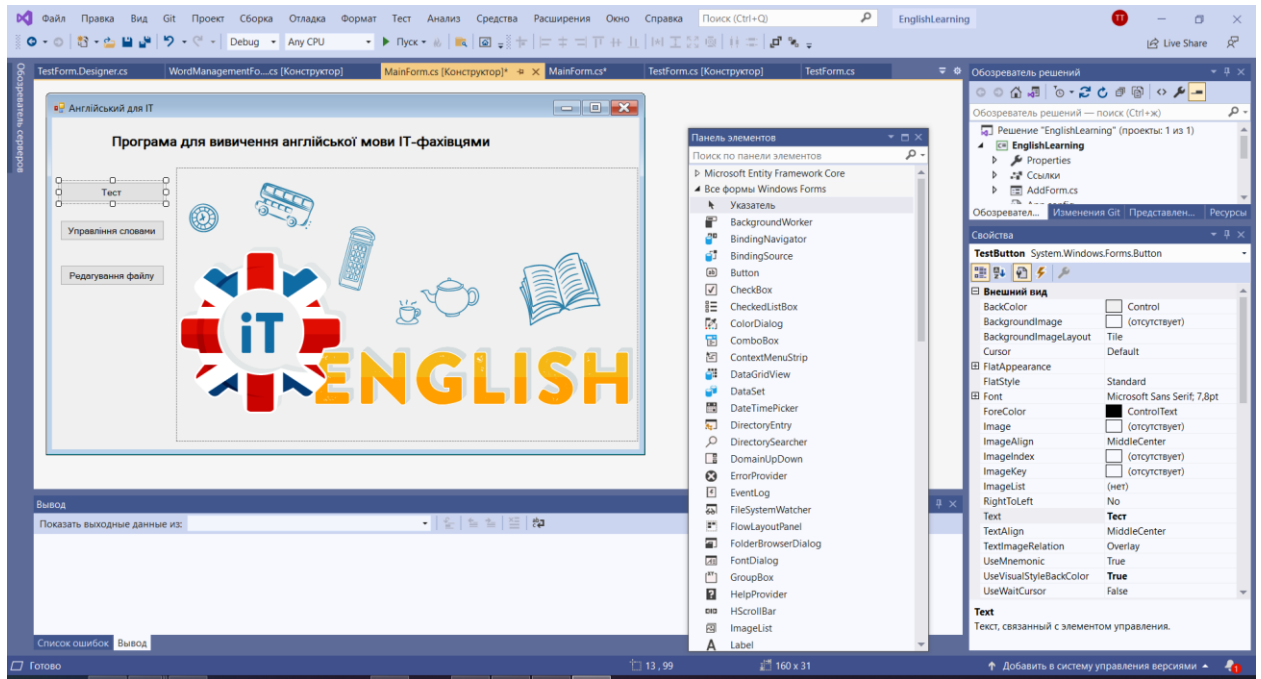 Файл Правка Вид Git Проект Сборка Отладка Формат Тест Анализ Средства Расширения Окно Справка Поиск (Ctrl+Q) EnglishLearning TT
Debug Any CPU Пуск Live Share
TestForm.Designer.cs WordManagementFo....cs [Конструктор] MainForm.cs [Конструктор]* MainForm.cs* TestForm.cs [Конструктор] TestForm.cs
Обозреватель серверов
Англійський для IT
Програма для вивичення англійської мови IT-фахівцями
Тест
Управління словами
Редагування файлу
iT
ENGLISH
Панель элементов
Поиск по панели элементов
Microsoft Entity Framework Core
Все формы Windows Forms
Указатель
BackgroundWorker
BindingNavigator
BindingSource
Button
CheckBox
CheckedListBox
ColorDialog
ComboBox
ContextMenuStrip
DataGridView
DataSet
DateTimePicker
DirectoryEntry
DirectorySearcher
DomainUpDown
ErrorProvider
EventLog
FileSystemWatcher
FlowLayoutPanel
FolderBrowserDialog
FontDialog
GroupBox
HelpProvider
HScrollBar
ImageList
Label
Обозреватель решений
Обозреватель решений — поиск (Ctrl+ж)
Решение "EnglishLearning" (проекты: 1 из 1)
EnglishLearning
Properties
Ссылки
AddForm.cs
Обозревател... Изменения Git Представлен... Ресурсы
Свойства
TestButton System.Windows.Forms.Button
Внешний вид
BackColor Control
BackgroundImage (отсутствует)
BackgroundImageLayout Tile
Cursor Default
FlatAppearance
FlatStyle Standard
Font Microsoft Sans Serif; 7,8pt
ForeColor ControlText
Image (отсутствует)
ImageAlign MiddleCenter
ImageIndex (отсутствует)
ImageKey (отсутствует)
ImageList (нет)
RightToLeft No
Text Тест
TextAlign MiddleCenter
TextImageRelation Overlay
UseMnemonic True
UseVisualStyleBackColor True
UseWaitCursor False
Text
Текст, связанный с элементом управления.
Вывод
Показать выходные данные из:
Список ошибок Вывод
Готово 13 , 99 160 x 31 Добавить в систему управления версиями 1